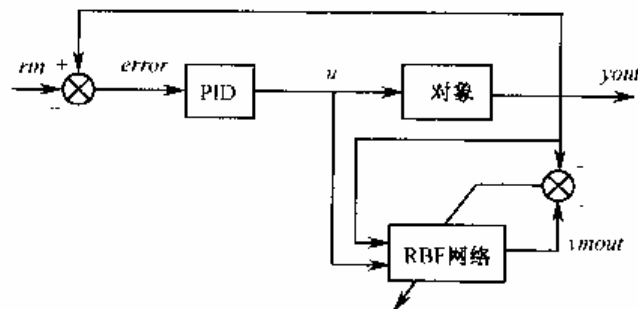 +
rin
error
−
PID
u
对象
yout
RBF网络
ymout